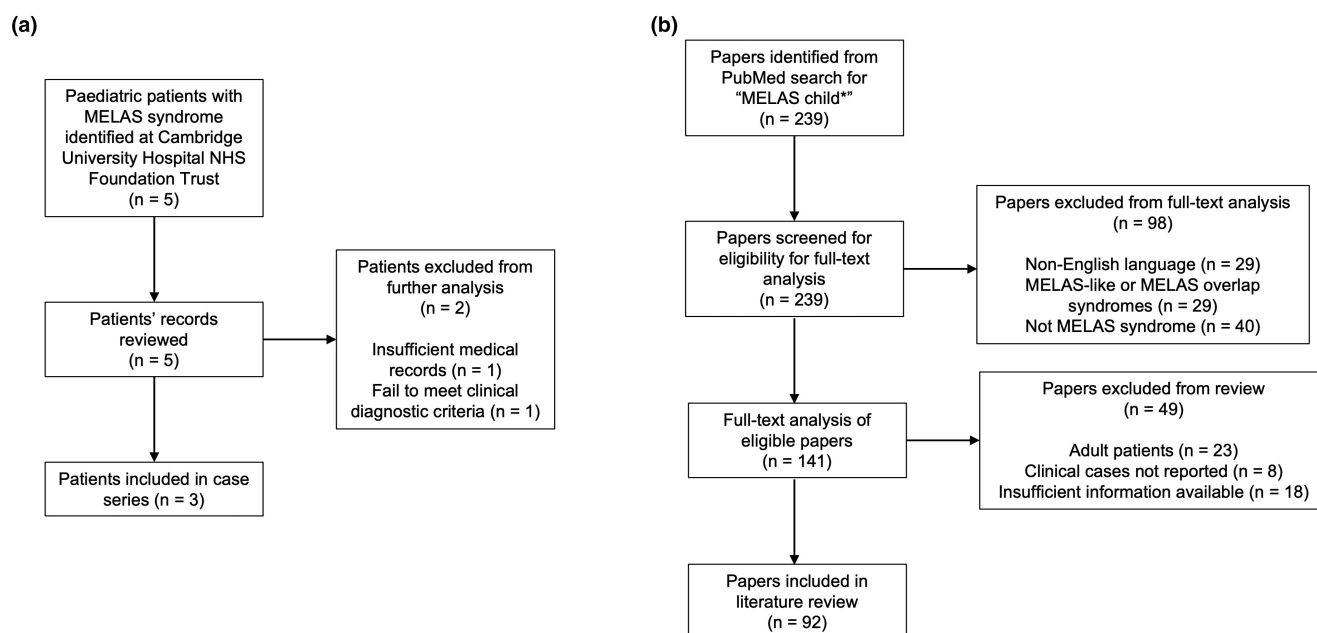 (a)
Paediatric patients with
MELAS syndrome
identified at Cambridge
University Hospital NHS
Foundation Trust
(n = 5)
Patients' records
reviewed
(n = 5)
Patients excluded from
further analysis
(n = 2)
Insufficient medical
records (n = 1)
Fail to meet clinical
diagnostic criteria (n = 1)
Patients included in case
series (n = 3)
(b)
Papers identified from
PubMed search for
“MELAS child*”
(n = 239)
Papers screened for
eligibility for full-text
analysis
(n = 239)
Papers excluded from full-text analysis
(n = 98)
Non-English language (n = 29)
MELAS-like or MELAS overlap
syndromes (n = 29)
Not MELAS syndrome (n = 40)
Full-text analysis of
eligible papers
(n = 141)
Papers excluded from review
(n = 49)
Adult patients (n = 23)
Clinical cases not reported (n = 8)
Insufficient information available (n = 18)
Papers included in
literature review
(n = 92)